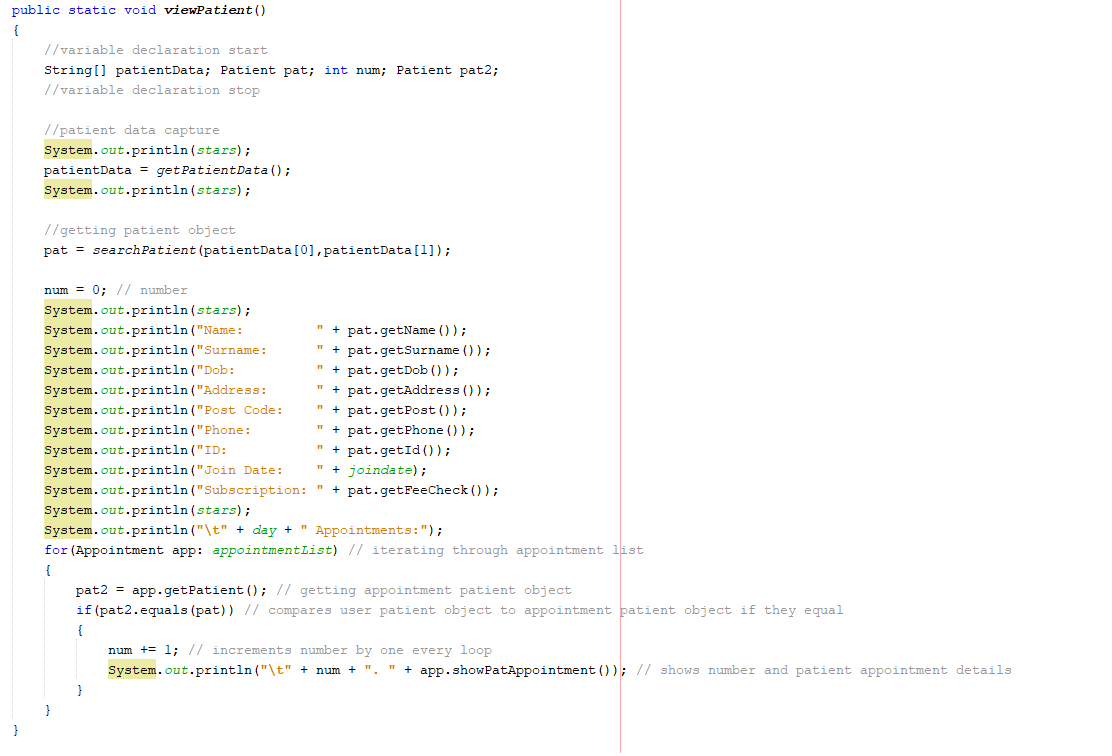 public static void viewPatient()
{
    //variable declaration start
    String[] patientData; Patient pat; int num; Patient pat2;
    //variable declaration stop

    //patient data capture
    System.out.println(stars);
    patientData = getPatientData();
    System.out.println(stars);

    //getting patient object
    pat = searchPatient(patientData[0],patientData[1]);

    num = 0; // number
    System.out.println(stars);
    System.out.println("Name:         " + pat.getName());
    System.out.println("Surname:      " + pat.getSurname());
    System.out.println("Dob:          " + pat.getDob());
    System.out.println("Address:      " + pat.getAddress());
    System.out.println("Post Code:    " + pat.getPost());
    System.out.println("Phone:        " + pat.getPhone());
    System.out.println("ID:           " + pat.getId());
    System.out.println("Join Date:    " + joindate);
    System.out.println("Subscription: " + pat.getFeeCheck());
    System.out.println(stars);
    System.out.println("\t" + day + " Appointments:");
    for(Appointment app: appointmentList) // iterating through appointment list
    {
        pat2 = app.getPatient(); // getting appointment patient object
        if(pat2.equals(pat)) // compares user patient object to appointment patient object if they equal
        {
            num += 1; // increments number by one every loop
            System.out.println("\t" + num + ". " + app.showPatAppointment()); // shows number and patient appointment details
        }
    }
}